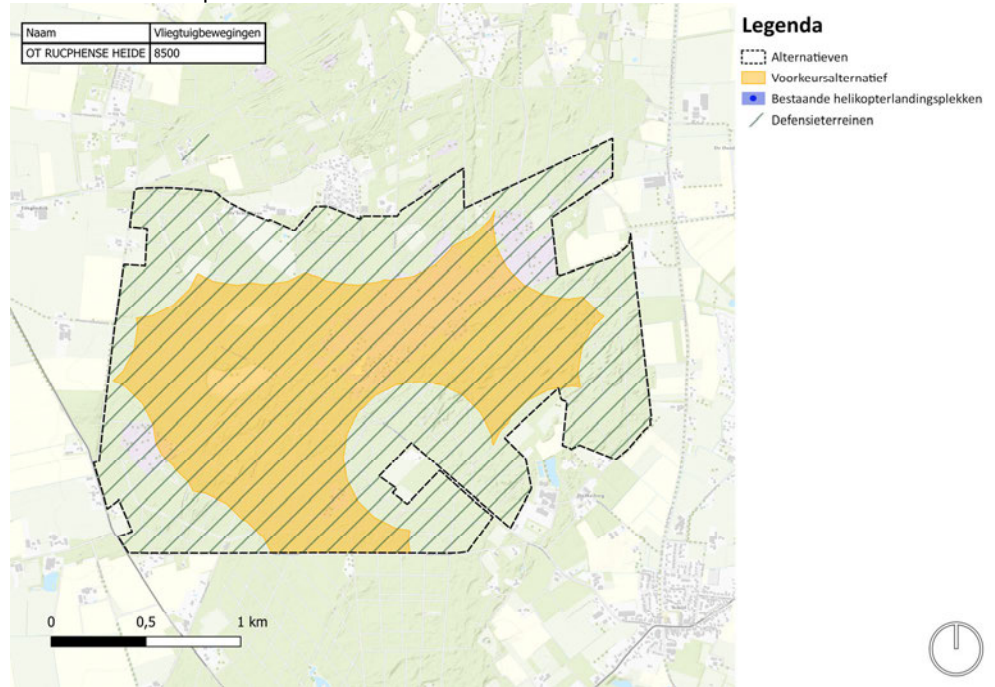 Naam Vliegtuigbewegingen
OT RUCPHENSE HEIDE 8500
Legenda
Alternatieven
Voorkeursalternatief
Bestaande helikopterlandingsplekken
Defensieterreinen
0 0,5 1 km